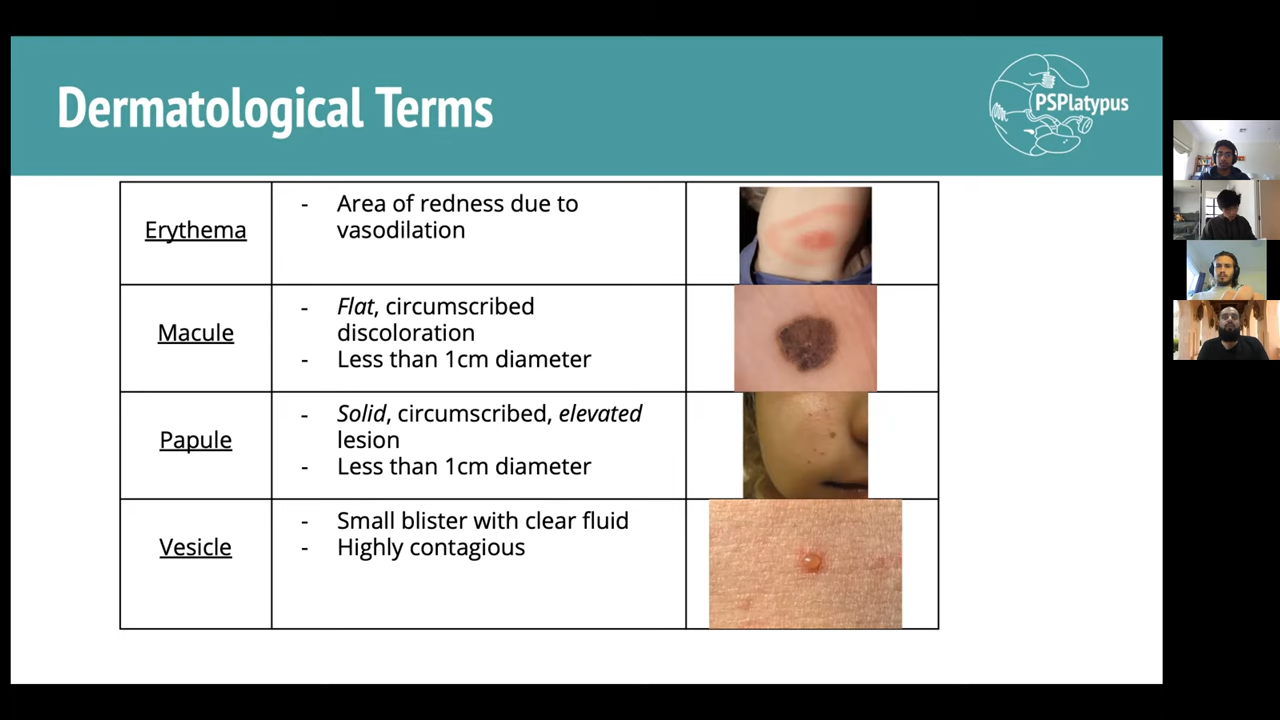 Dermatological Terms
PSPlatypus
Erythema
- Area of redness due to
vasodilation
Macule
- Flat, circumscribed
discoloration
- Less than 1cm diameter
Papule
- Solid, circumscribed, elevated
lesion
- Less than 1cm diameter
Vesicle
- Small blister with clear fluid
- Highly contagious